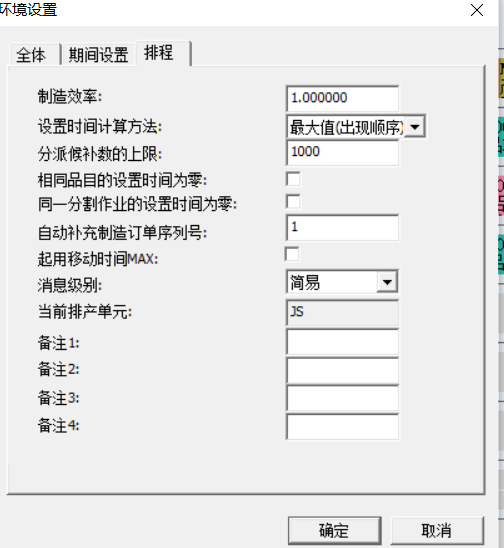 环境设置
全体 期间设置 排程
制造效率: 1.000000
设置时间计算方法: 最大值(出现顺序)
分派候补数的上限: 1000
相同品目的设置时间为零:
同一分割作业的设置时间为零:
自动补充制造订单序列号: 1
起用移动时间MAX:
消息级别: 简易
当前排产单元: JS
备注1:
备注2:
备注3:
备注4:
确定 取消